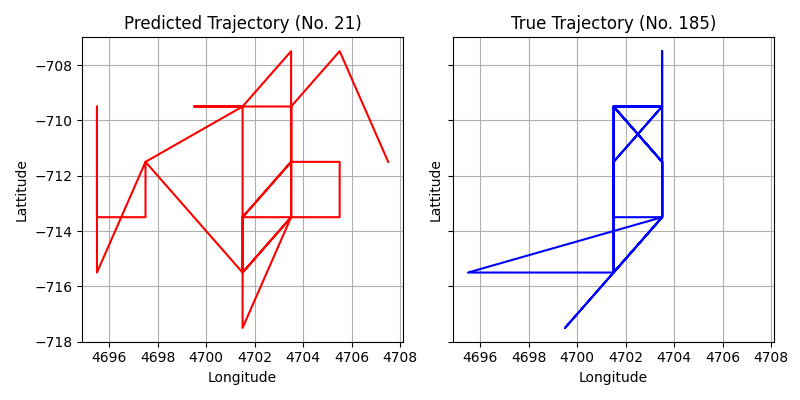 Predicted Trajectory (No. 21)
True Trajectory (No. 185)
−708
−710
−712
−714
−716
−718
Lattitude
Lattitude
4696 4698 4700 4702 4704 4706 4708
4696 4698 4700 4702 4704 4706 4708
Longitude
Longitude